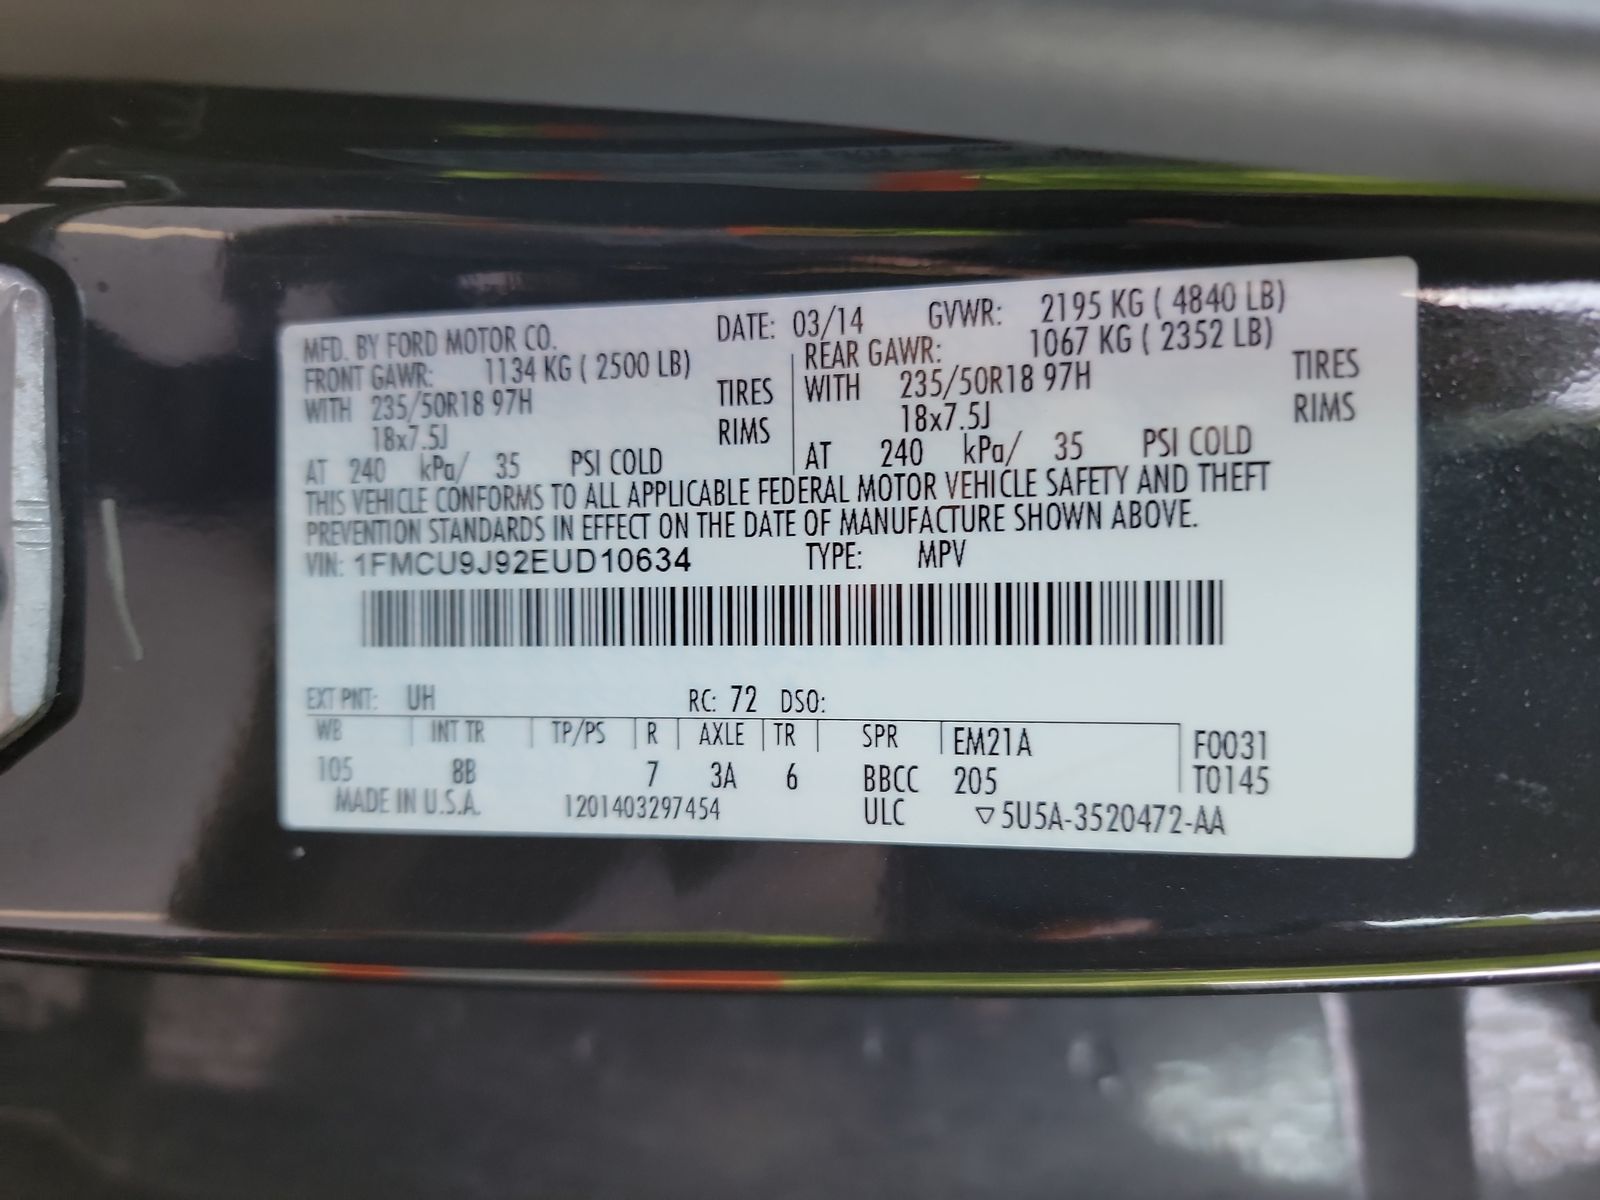 MFD. BY FORD MOTOR CO. DATE: 03/14 GVWR: 2195 KG ( 4840 LB)
FRONT GAWR: 1134 KG ( 2500 LB) REAR GAWR: 1067 KG ( 2352 LB)
WITH 235/50R18 97H TIRES WITH 235/50R18 97H TIRES
18x7.5J RIMS 18x7.5J RIMS
AT 240 kPa/ 35 PSI COLD AT 240 kPa/ 35 PSI COLD
THIS VEHICLE CONFORMS TO ALL APPLICABLE FEDERAL MOTOR VEHICLE SAFETY AND THEFT
PREVENTION STANDARDS IN EFFECT ON THE DATE OF MANUFACTURE SHOWN ABOVE.
VIN: 1FMCU9J92EUD10634 TYPE: MPV
EXT PNT: UH RC: 72 DSO:
WB INT TR TP/PS R AXLE TR SPR EM21A F0031
105 8B 7 3A 6 BBCC 205 T0145
MADE IN U.S.A. 1201403297454 ULC ▽5U5A-3520472-AA